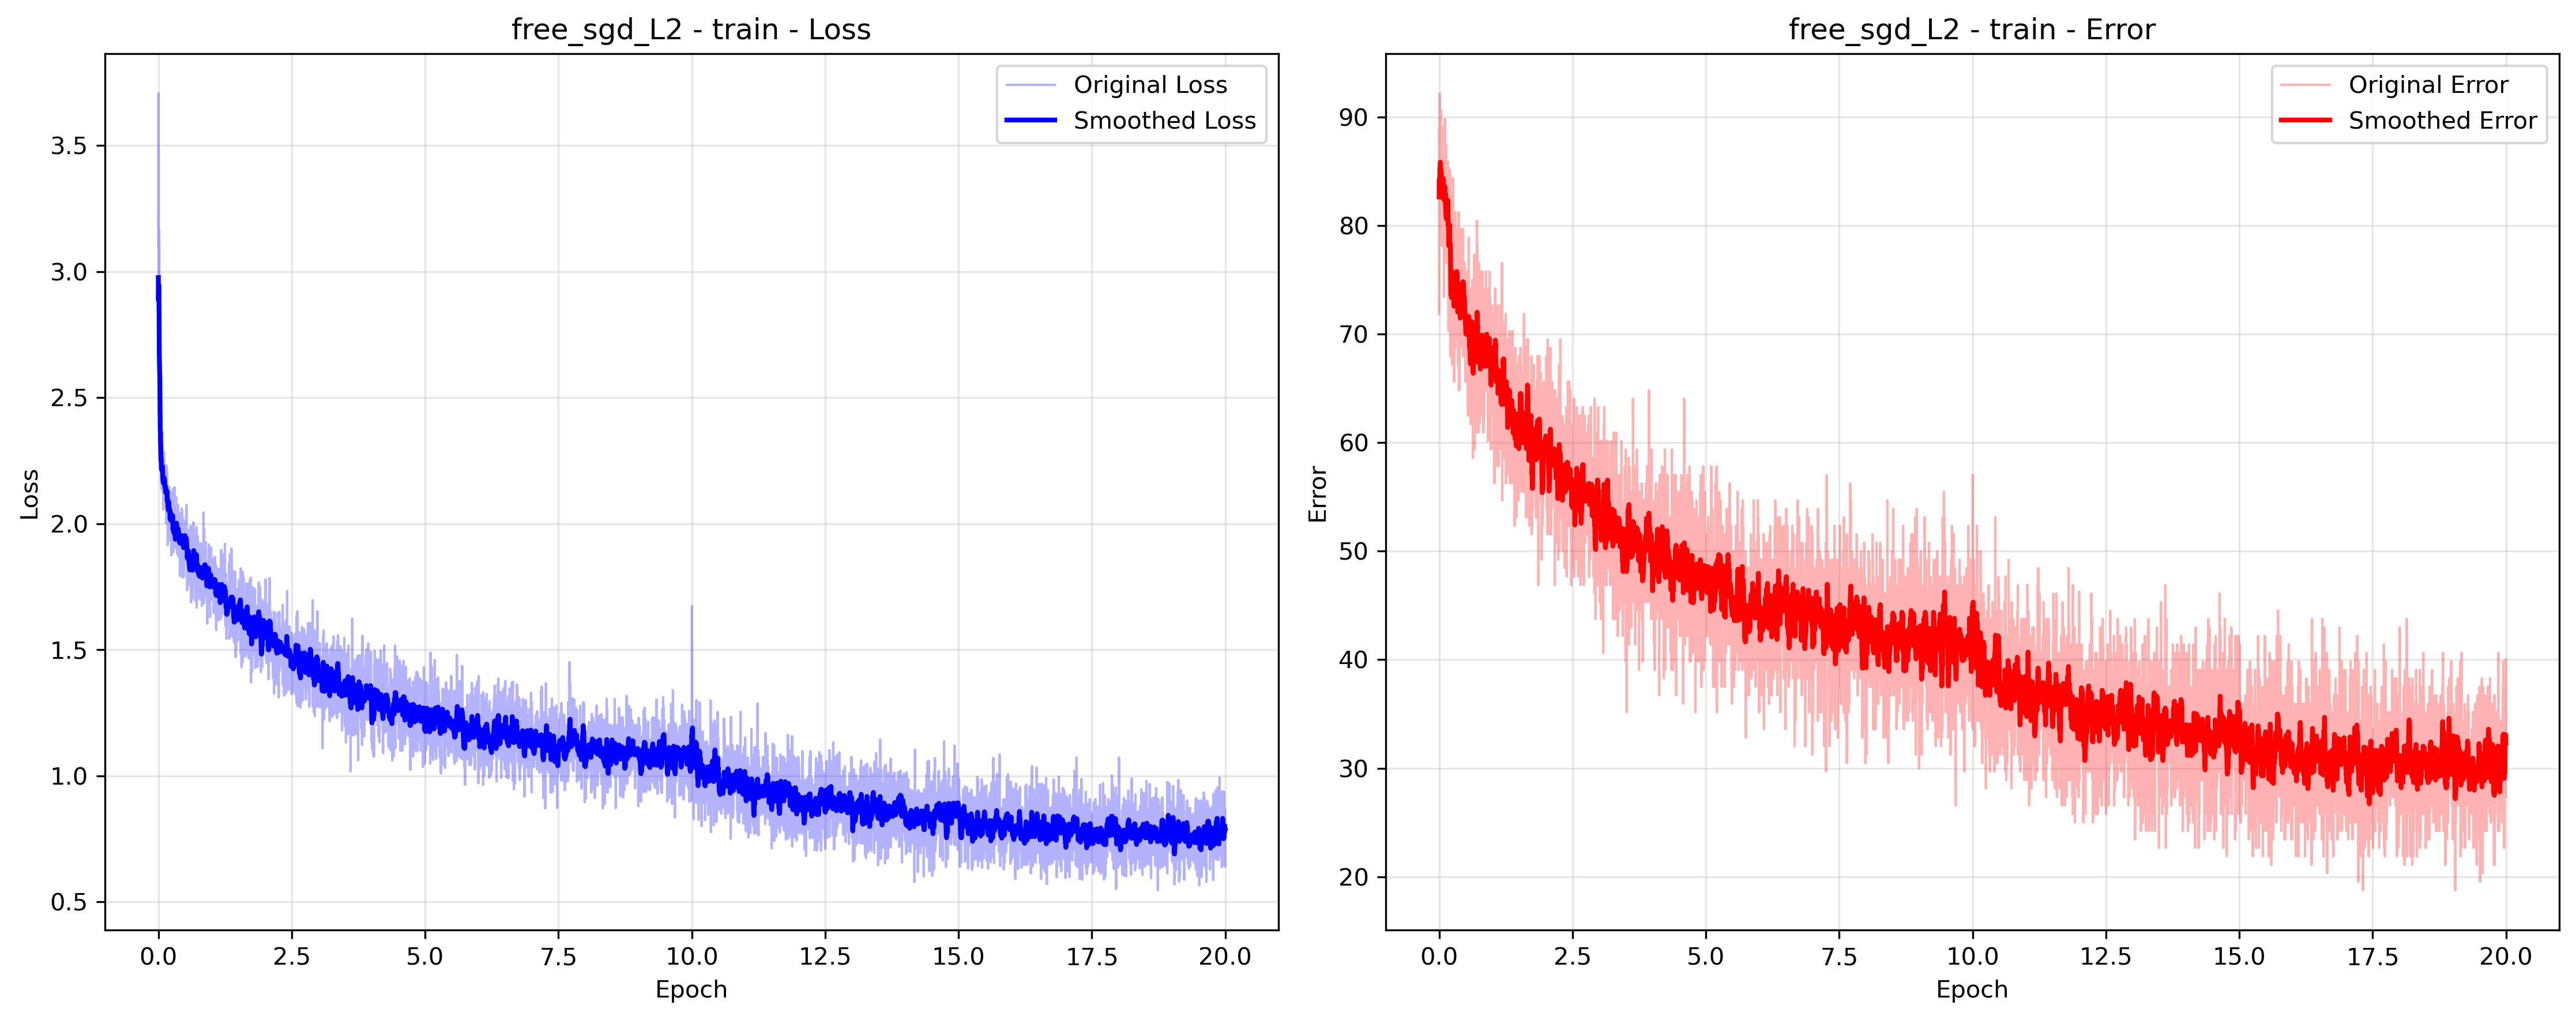 free_sgd_L2 - train - Loss
Original Loss
Smoothed Loss
3.5
3.0
2.5
2.0
1.5
1.0
0.5
Loss
0.0 2.5 5.0 7.5 10.0 12.5 15.0 17.5 20.0
Epoch
free_sgd_L2 - train - Error
Original Error
Smoothed Error
90
80
70
60
50
40
30
20
Error
0.0 2.5 5.0 7.5 10.0 12.5 15.0 17.5 20.0
Epoch